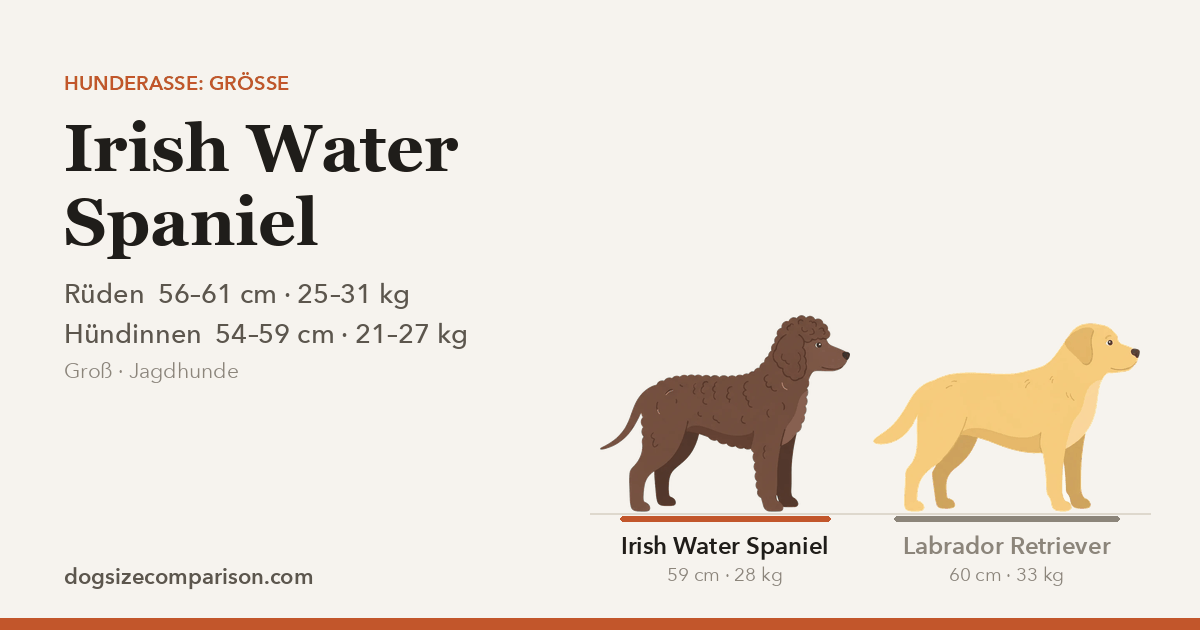 HUNDERASSE: GRÖSSE
Irish Water
Spaniel
Rüden 56–61 cm · 25–31 kg
Hündinnen 54–59 cm · 21–27 kg
Groß · Jagdhunde
Irish Water Spaniel
59 cm · 28 kg
Labrador Retriever
60 cm · 33 kg
dogsizecomparison.com